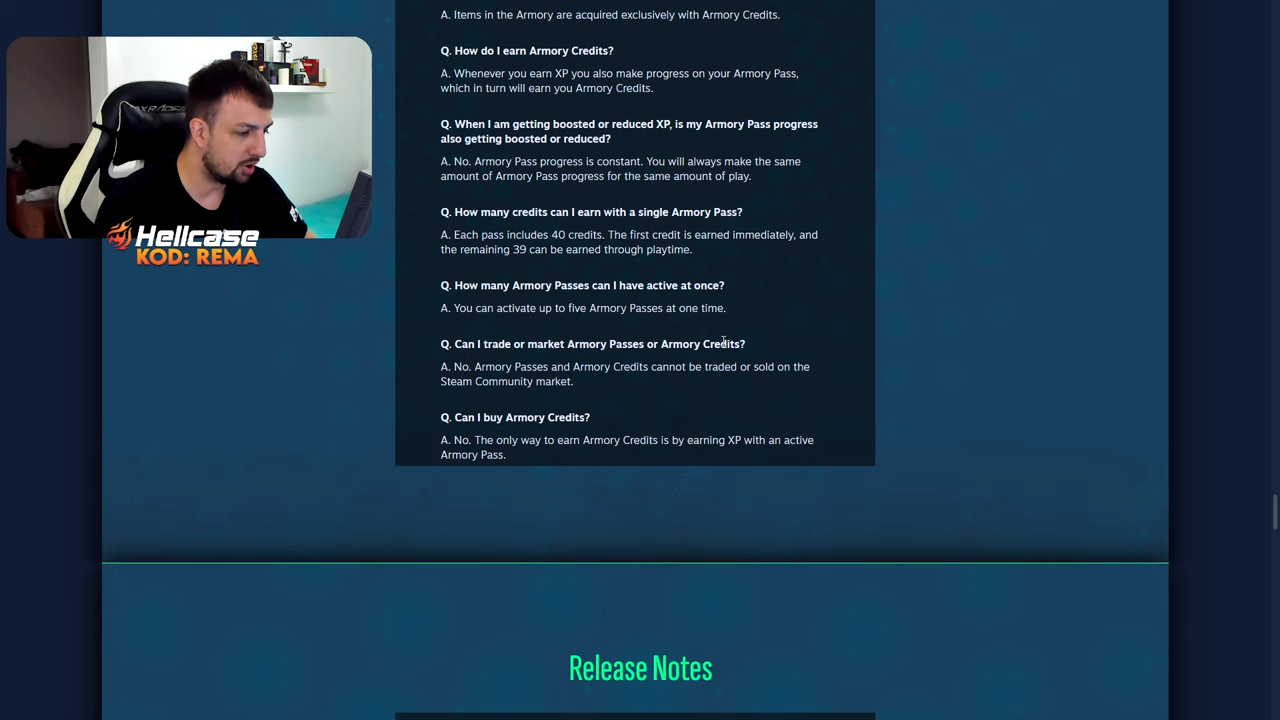 A. Items in the Armory are acquired exclusively with Armory Credits.
Q. How do I earn Armory Credits?
A. Whenever you earn XP you also make progress on your Armory Pass,
which in turn will earn you Armory Credits.
Q. When I am getting boosted or reduced XP, is my Armory Pass progress
also getting boosted or reduced?
A. No. Armory Pass progress is constant. You will always make the same
amount of Armory Pass progress for the same amount of play.
Q. How many credits can I earn with a single Armory Pass?
A. Each pass includes 40 credits. The first credit is earned immediately, and
the remaining 39 can be earned through playtime.
Q. How many Armory Passes can I have active at once?
A. You can activate up to five Armory Passes at one time.
Q. Can I trade or market Armory Passes or Armory Credits?
A. No. Armory Passes and Armory Credits cannot be traded or sold on the
Steam Community market.
Q. Can I buy Armory Credits?
A. No. The only way to earn Armory Credits is by earning XP with an active
Armory Pass.
Hellcase
KOD: REMA
Release Notes